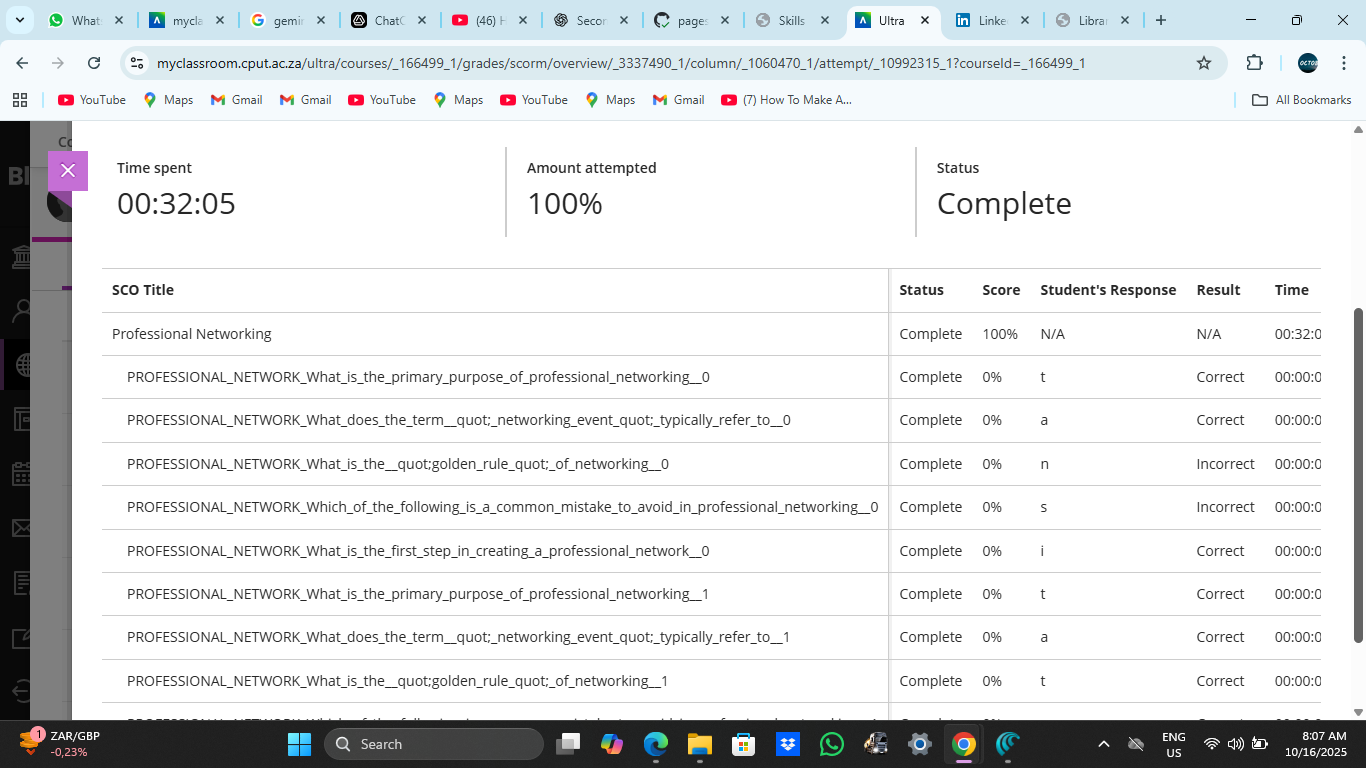 What
mycla
gemin
ChatG
(46) H
Secon
pages
Skills
Ultra
Linke
Librar
myclassroom.cput.ac.za/ultra/courses/_166499_1/grades/scorm/overview/_3337490_1/column/_1060470_1/attempt/_10992315_1?courseId=_166499_1
YouTube Maps Gmail Gmail YouTube Maps YouTube Maps Gmail (7) How To Make A... All Bookmarks
Time spent
00:32:05
Amount attempted
100%
Status
Complete
SCO Title Status Score Student's Response Result Time
Professional Networking Complete 100% N/A N/A 00:32:0
PROFESSIONAL_NETWORK_What_is_the_primary_purpose_of_professional_networking__0 Complete 0% t Correct 00:00:0
PROFESSIONAL_NETWORK_What_does_the_term__quot;_networking_event_quot;_typically_refer_to__0 Complete 0% a Correct 00:00:0
PROFESSIONAL_NETWORK_What_is_the__quot;golden_rule_quot;_of_networking__0 Complete 0% n Incorrect 00:00:0
PROFESSIONAL_NETWORK_Which_of_the_following_is_a_common_mistake_to_avoid_in_professional_networking__0 Complete 0% s Incorrect 00:00:0
PROFESSIONAL_NETWORK_What_is_the_first_step_in_creating_a_professional_network__0 Complete 0% i Correct 00:00:0
PROFESSIONAL_NETWORK_What_is_the_primary_purpose_of_professional_networking__1 Complete 0% t Correct 00:00:0
PROFESSIONAL_NETWORK_What_does_the_term__quot;_networking_event_quot;_typically_refer_to__1 Complete 0% a Correct 00:00:0
PROFESSIONAL_NETWORK_What_is_the__quot;golden_rule_quot;_of_networking__1 Complete 0% t Correct 00:00:0
1
ZAR/GBP
-0,23%
Search
ENG
US
8:07 AM
10/16/2025